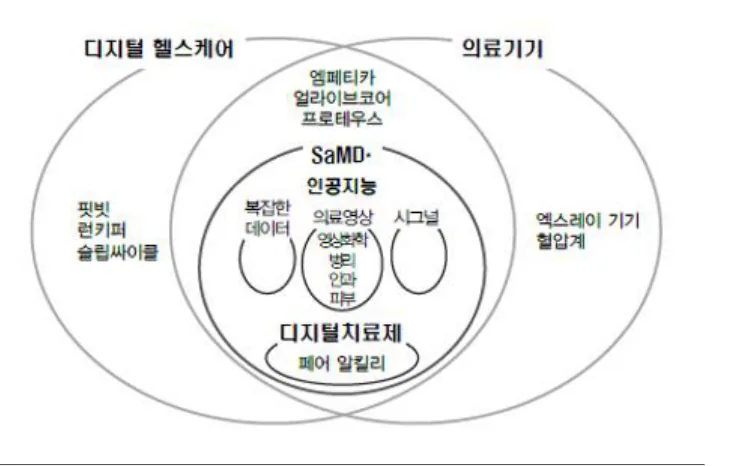 디지털 헬스케어
의료기기
엠페티카
얼라이브코어
프로테우스
SaMD·
인공지능
복잡한
데이터
의료영상
시그널
영상화학
병리
안과
피부
핏빗
런키퍼
슬립싸이클
엑스레이 기기
혈압계
디지털치료제
페어 알킬리